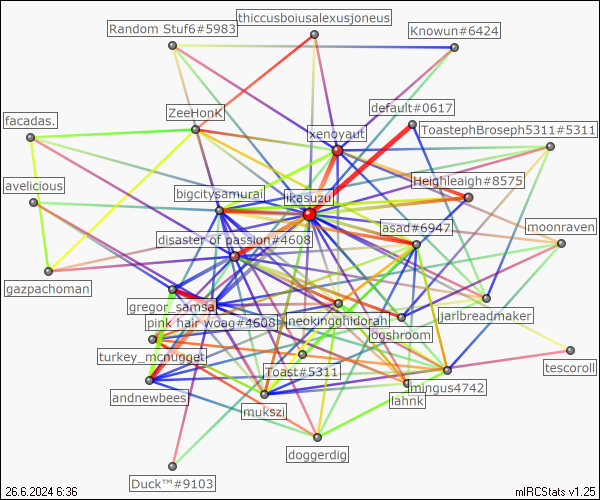 thiccusboiusalexusjoneus
Random Stuf6#5983
Knowun#6424
default#0617
ZeeHonK
facadas.
xenoyaut
ToastephBroseph5311#5311
avelicious
bigcitysamurai
ikasuzu
Heighleaigh#8575
asad#6947
moonraven
disaster of passion#4608
gazpachoman
gregor_samsa
jarlbreadmaker
pink hair woag#4608
neokingghidorah
ogshroom
turkey_mcnugget
Toast#5311
tescoroll
mingus4742
andnewbees
lahnk
mukszi
doggerdig
Duck™#9103
26.6.2024 6:36
mIRCStats v1.25